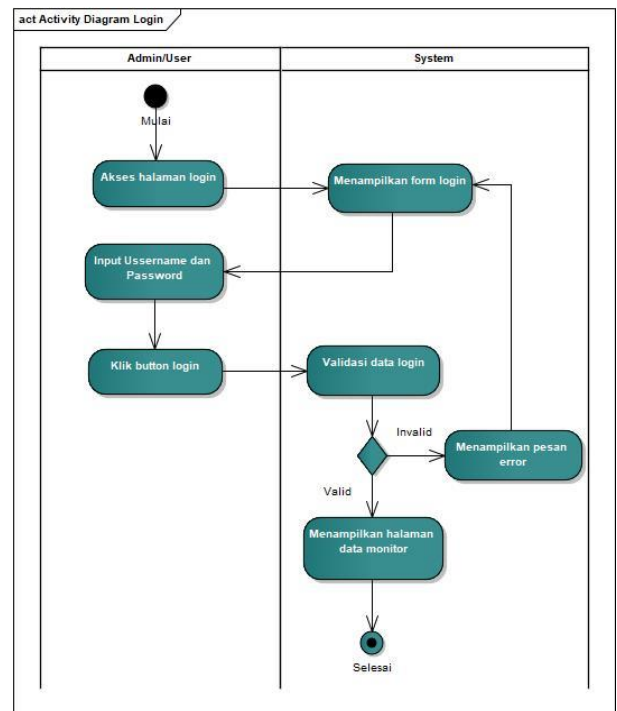 act Activity Diagram Login
Admin/User
System
Mulai
Akses halaman login
Menampilkan form login
Input Ussername dan
Password
Klik button login
Validasi data login
Invalid
Menampilkan pesan
error
Valid
Menampilkan halaman
data monitor
Selesai